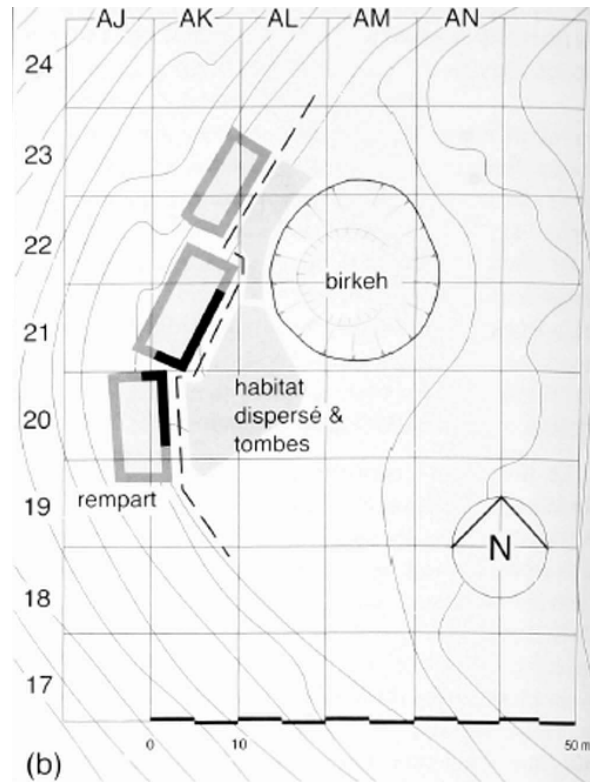 AJ AK AL AM AN
24
23
22
birkeh
21
habitat
dispersé &
tombes
20
rempart
19
N
18
17
0 10 50 m
(b)